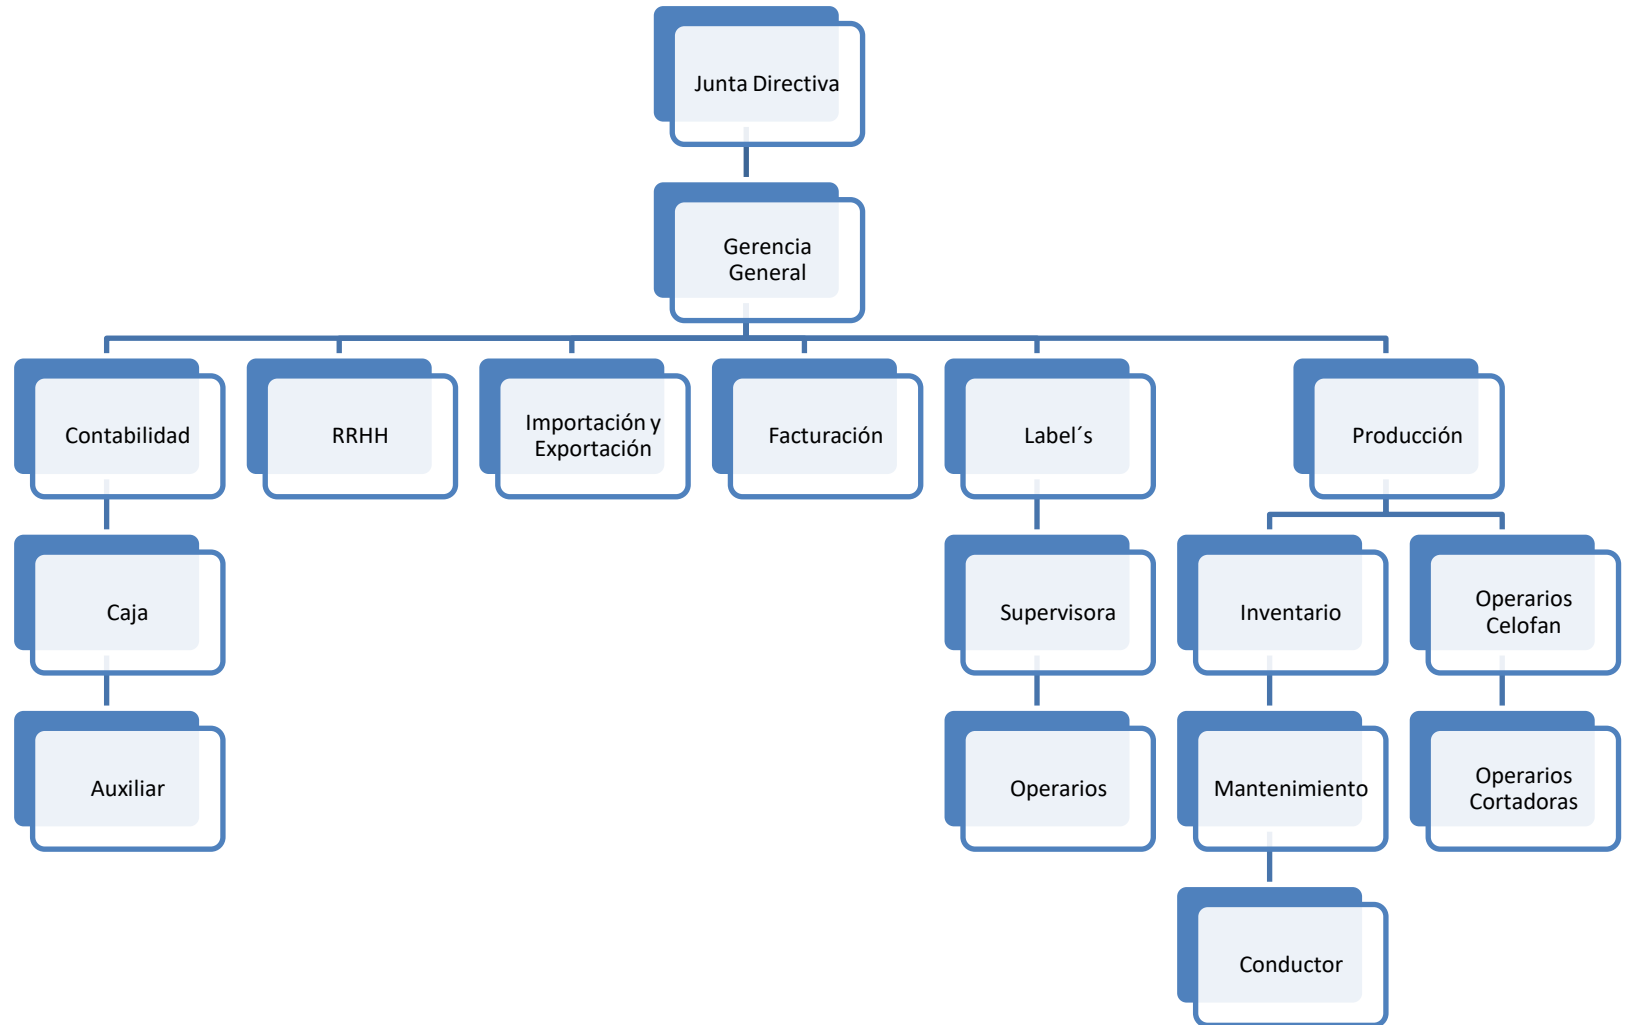 Junta Directiva
Gerencia
General
Contabilidad
RRHH
Importación y
Exportación
Facturación
Label´s
Producción
Caja
Supervisora
Inventario
Operarios
Celofan
Auxiliar
Operarios
Mantenimiento
Operarios
Cortadoras
Conductor